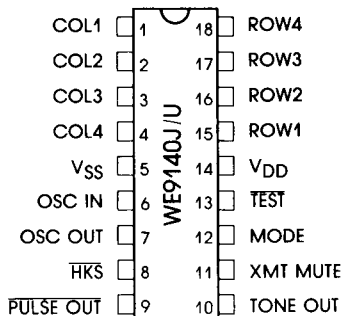 COL1 1 18 ROW4
COL2 2 17 ROW3
COL3 3 16 ROW2
COL4 4 15 ROW1
VSS 5 14 VDD
OSC IN 6 13 TEST
OSC OUT 7 12 MODE
HKS 8 11 XMT MUTE
PULSE OUT 9 10 TONE OUT
WE9140J/U